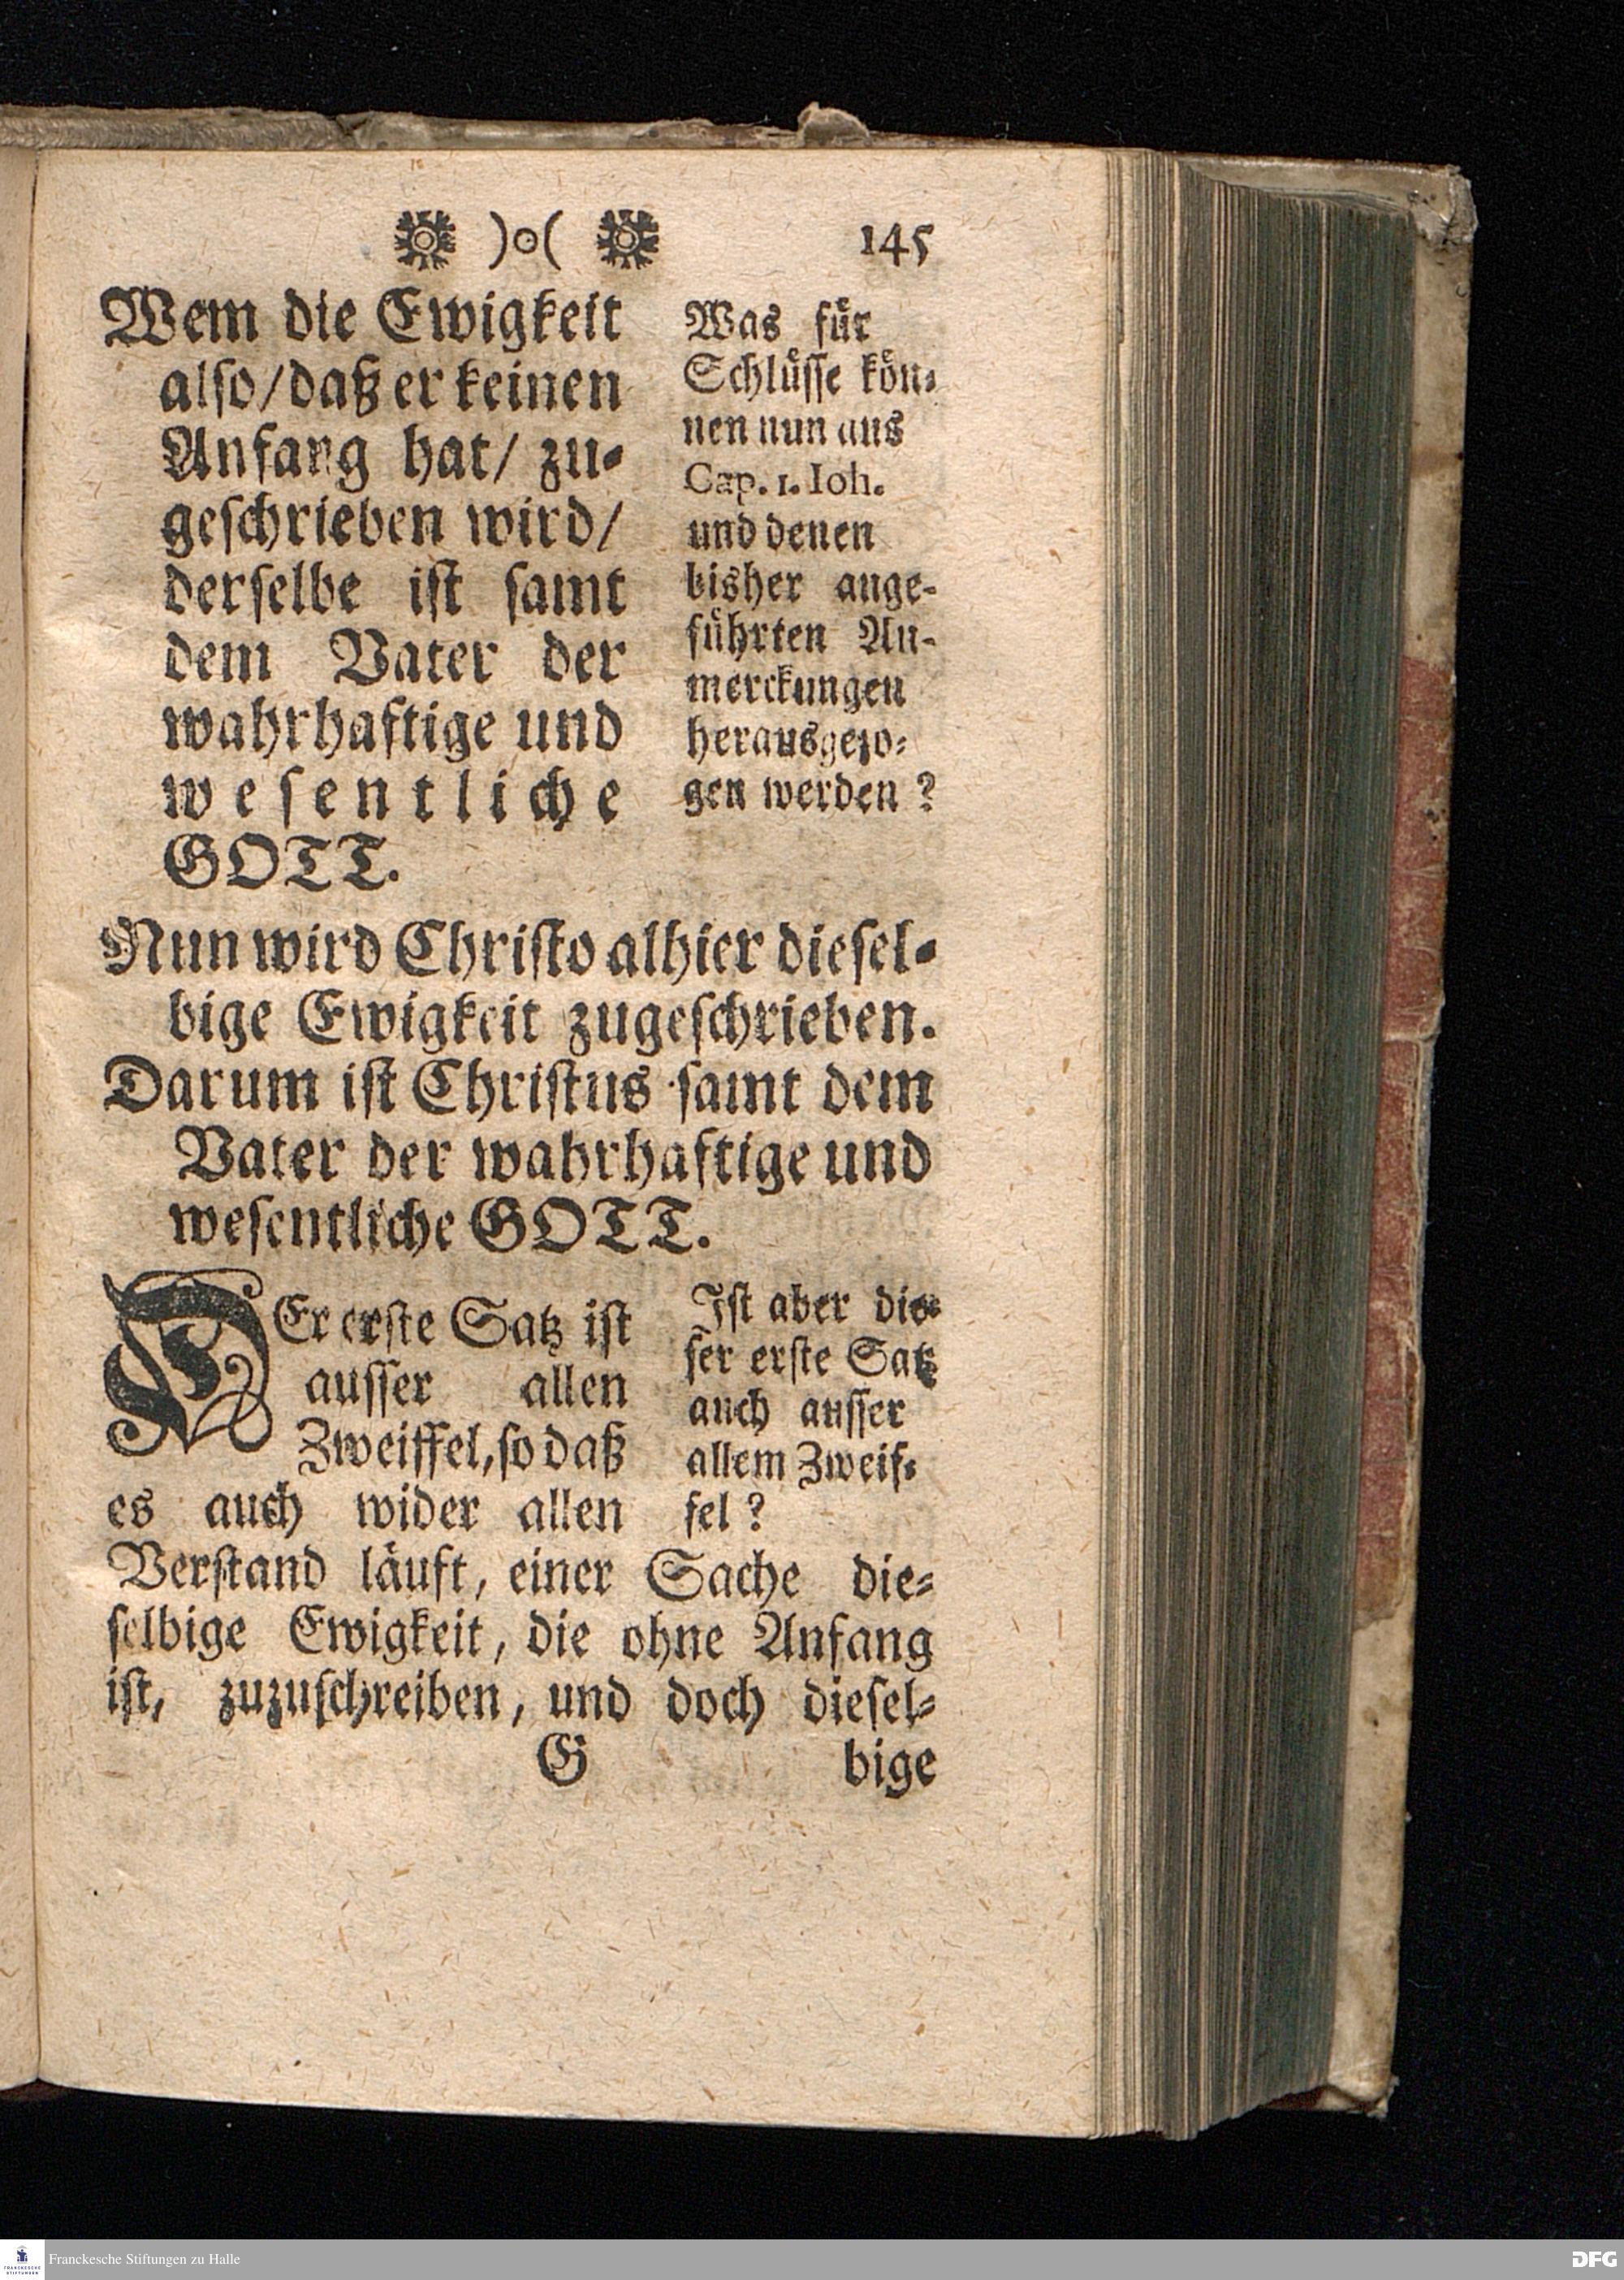 )o( 145
Wem die Ewigkeit
also/daß er keinen
Anfang hat/ zu-
geschrieben wird/
derselbe ist samt
dem Vater der
wahrhaftige und
wesentliche
GOTT.
Was für
Schlüsse kön-
nen nun aus
Cap. 1. Ioh.
und denen
bisher ange-
führten An-
merckungen
herausgezo-
gen werden ?
Nun wird Christo alhier diesel-
bige Ewigkeit zugeschrieben.
Darum ist Christus samt dem
Vater der wahrhaftige und
wesentliche GOTT.
DEr erste Satz ist
ausser allen
Zweiffel, so daß
es auch wider allen
Ist aber die-
ser erste Satz
auch ausser
allem Zweif-
fel ?
Verstand läuft, einer Sache die-
selbige Ewigkeit, die ohne Anfang
ist, zuzuschreiben, und doch diesel-
G bige
FRANCKESCHE
STIFTUNGEN
Franckesche Stiftungen zu Halle
DFG